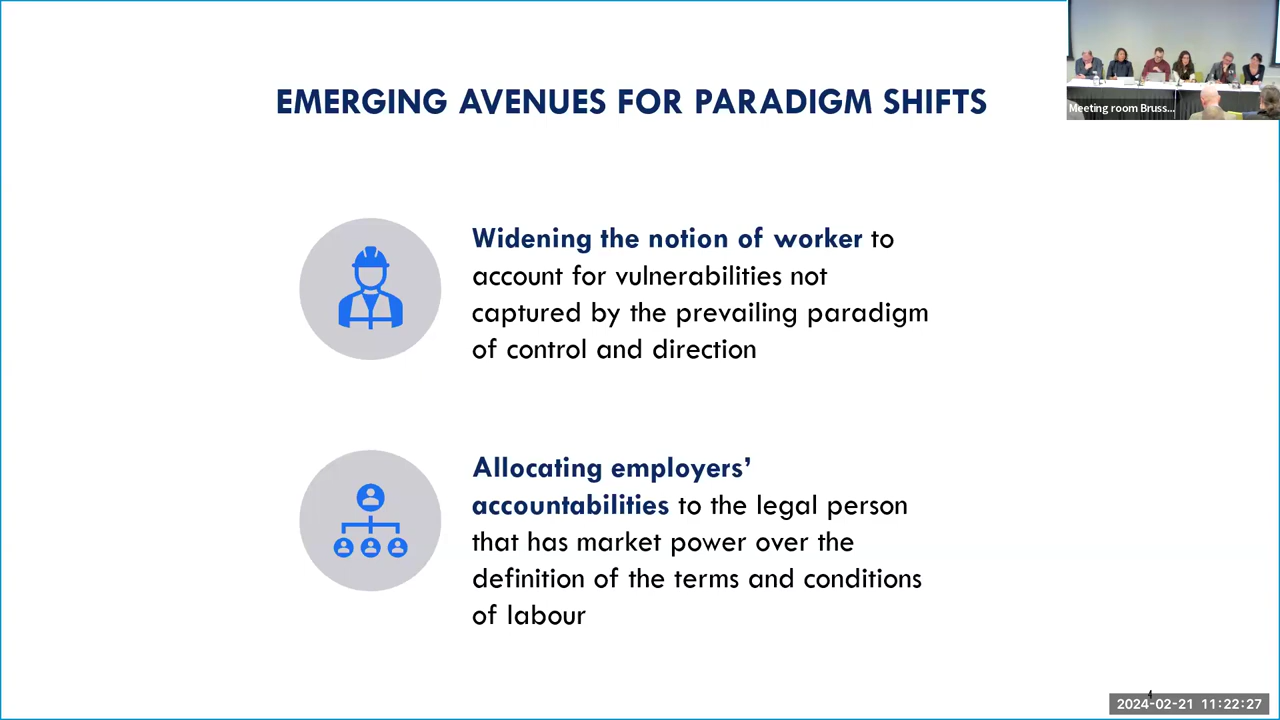 EMERGING AVENUES FOR PARADIGM SHIFTS
Meeting room Bruss...
Widening the notion of worker to
account for vulnerabilities not
captured by the prevailing paradigm
of control and direction
Allocating employers’
accountabilities to the legal person
that has market power over the
definition of the terms and conditions
of labour
4
2024-02-21 11:22:27